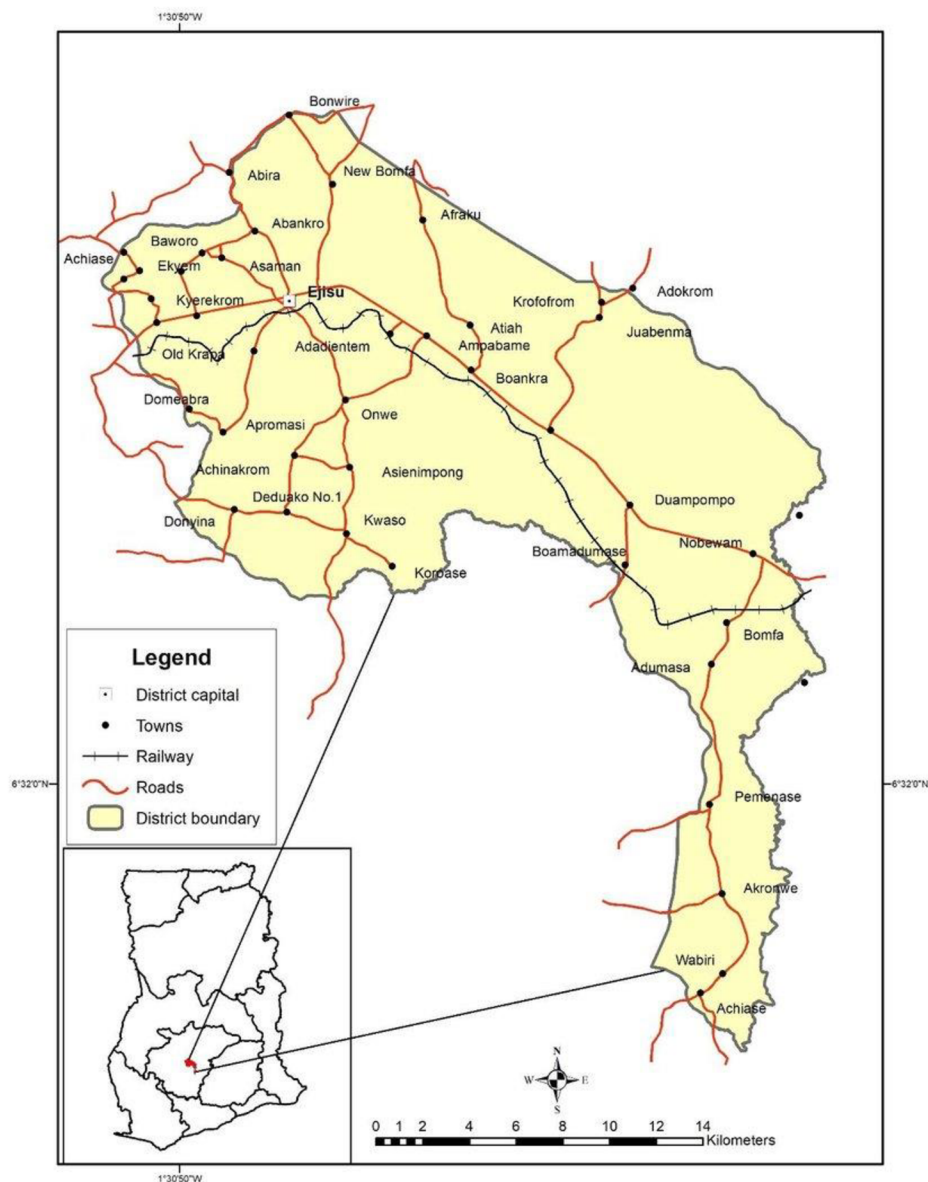 1°30'50"W
Bonwire
Abira
New Bomfa
Afraku
Abankro
Baworo
Achiase
Ekyem
Asaman
Kyerekrom
Ejisu
Krofofrom
Adokrom
Juabenma
Atiah
Ampabame
Adadientem
Old Krapa
Boankra
Domeabra
Onwe
Apromasi
Achinakrom
Asienimpong
Deduako No.1
Donyina
Kwaso
Duampompo
Nobewam
Boamadumase
Koroase
Bomfa
Adumasa
Legend
District capital
Towns
Railway
Roads
District boundary
6°32'0"N
6°32'0"N
Pemenase
Akronwe
Wabiri
Achiase
N
W
E
S
0 1 2 4 6 8 10 12 14
Kilometers
1°30'50"W